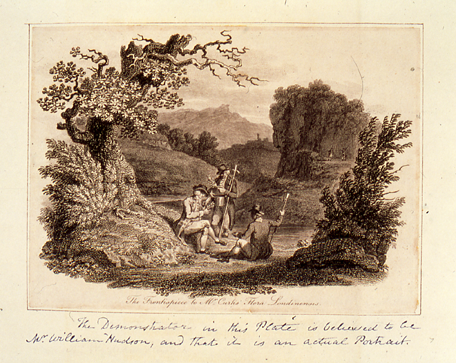 The Frontispiece to Mr. Curtis' Flora Londinensis
The Demonstrator in this Plate is believed to be
Mr. William Hudson, and that it is an actual Portrait.